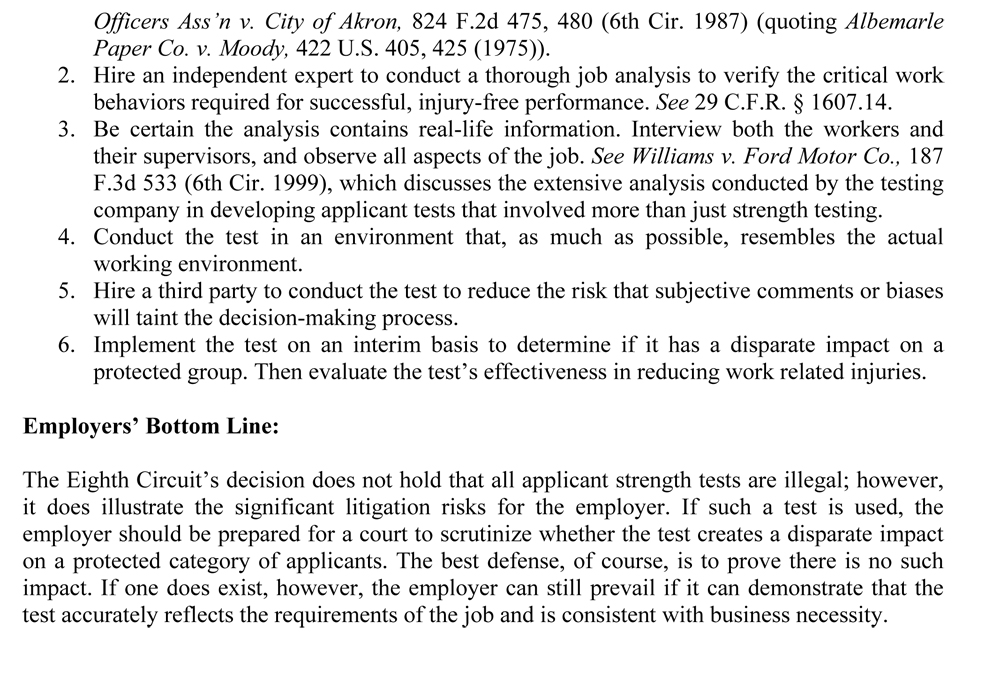 Officers Ass’n v. City of Akron, 824 F.2d 475, 480 (6th Cir. 1987) (quoting Albemarle
Paper Co. v. Moody, 422 U.S. 405, 425 (1975)).
2. Hire an independent expert to conduct a thorough job analysis to verify the critical work
behaviors required for successful, injury-free performance. See 29 C.F.R. § 1607.14.
3. Be certain the analysis contains real-life information. Interview both the workers and
their supervisors, and observe all aspects of the job. See Williams v. Ford Motor Co., 187
F.3d 533 (6th Cir. 1999), which discusses the extensive analysis conducted by the testing
company in developing applicant tests that involved more than just strength testing.
4. Conduct the test in an environment that, as much as possible, resembles the actual
working environment.
5. Hire a third party to conduct the test to reduce the risk that subjective comments or biases
will taint the decision-making process.
6. Implement the test on an interim basis to determine if it has a disparate impact on a
protected group. Then evaluate the test’s effectiveness in reducing work related injuries.
Employers’ Bottom Line:
The Eighth Circuit’s decision does not hold that all applicant strength tests are illegal; however,
it does illustrate the significant litigation risks for the employer. If such a test is used, the
employer should be prepared for a court to scrutinize whether the test creates a disparate impact
on a protected category of applicants. The best defense, of course, is to prove there is no such
impact. If one does exist, however, the employer can still prevail if it can demonstrate that the
test accurately reflects the requirements of the job and is consistent with business necessity.